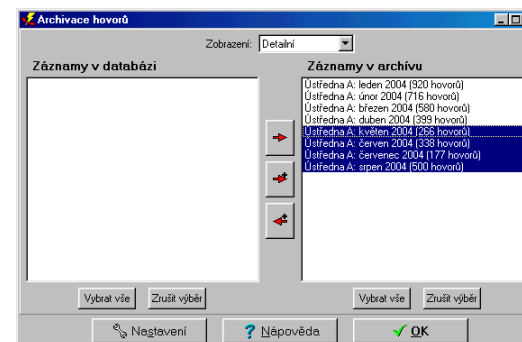 Archivace hovorů
Zobrazení: Detailní
Záznamy v databázi
Záznamy v archívu
Ústředna A: leden 2004 (920 hovorů)
Ústředna A: únor 2004 (716 hovorů)
Ústředna A: březen 2004 (580 hovorů)
Ústředna A: duben 2004 (399 hovorů)
Ústředna A: květen 2004 (266 hovorů)
Ústředna A: červen 2004 (338 hovorů)
Ústředna A: červenec 2004 (177 hovorů)
Ústředna A: srpen 2004 (500 hovorů)
Vybrat vše Zrušit výběr Vybrat vše Zrušit výběr
Nastavení Nápověda OK